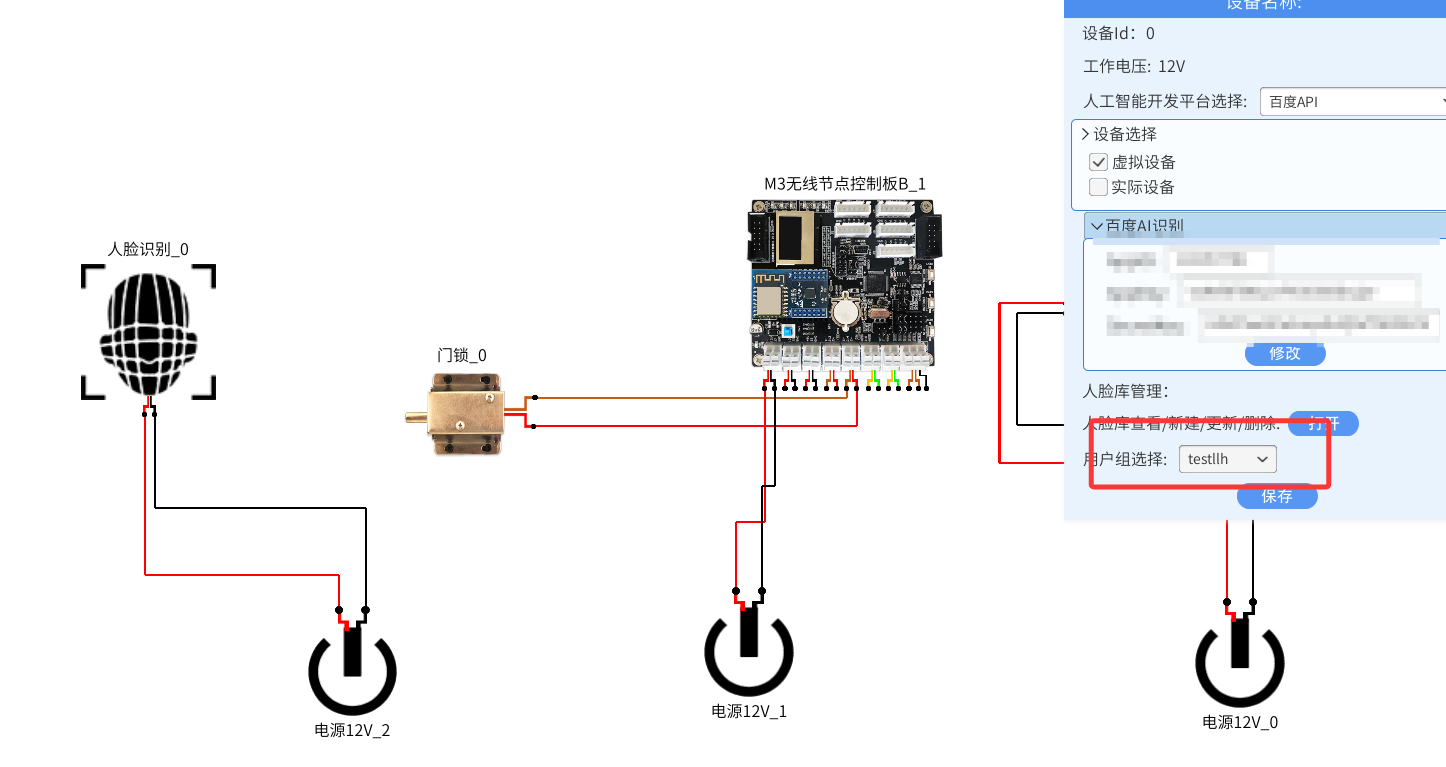 设备名称:
设备Id: 0
工作电压: 12V
人工智能开发平台选择: 百度API
设备选择
虚拟设备
实际设备
百度AI识别
修改
人脸库管理:
人脸库查看/新建/更新/删除: 打开
用户组选择: testllh
保存
M3无线节点控制板B_1
人脸识别_0
门锁_0
电源12V_2
电源12V_1
电源12V_0